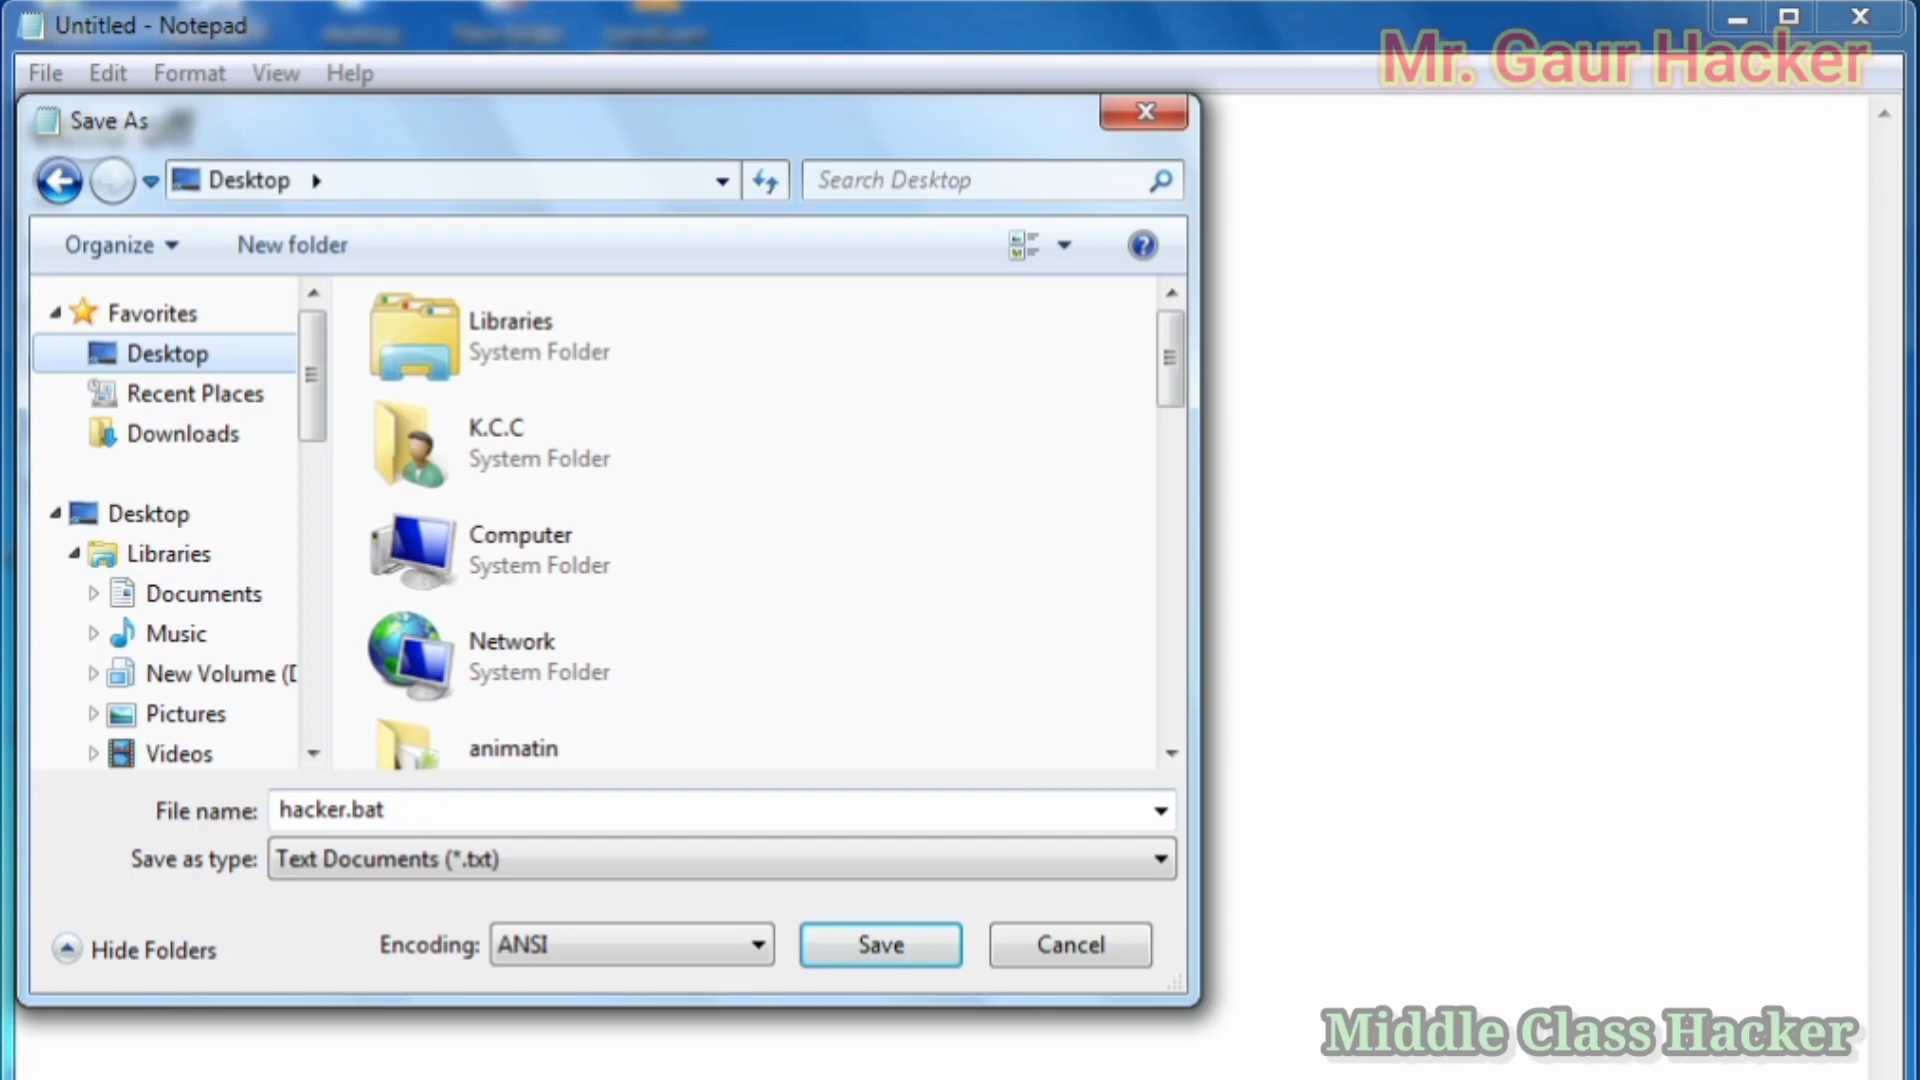 Untitled - Notepad
Mr. Gaur Hacker
File Edit Format View Help
Save As
Desktop
Search Desktop
Organize New folder
Favorites
Desktop
Recent Places
Downloads
Desktop
Libraries
Documents
Music
New Volume (D
Pictures
Videos
Libraries
System Folder
K.C.C
System Folder
Computer
System Folder
Network
System Folder
animatin
File name: hacker.bat
Save as type: Text Documents (*.txt)
Hide Folders
Encoding: ANSI
Save
Cancel
Middle Class Hacker